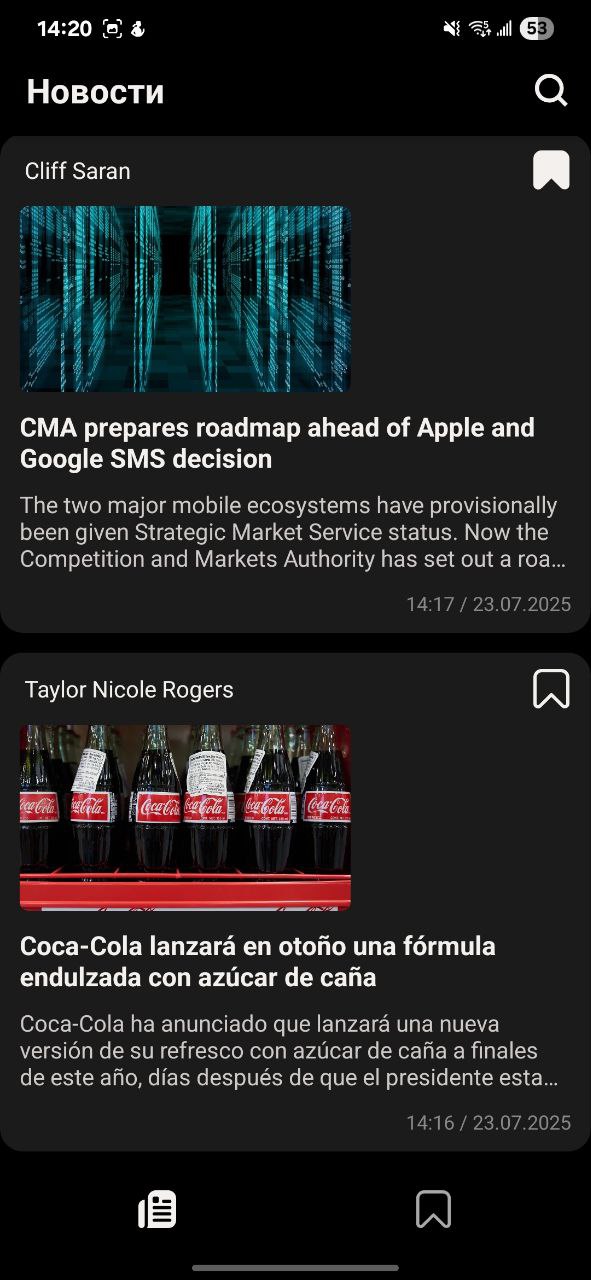 14:20
53
Новости
Cliff Saran
CMA prepares roadmap ahead of Apple and
Google SMS decision
The two major mobile ecosystems have provisionally
been given Strategic Market Service status. Now the
Competition and Markets Authority has set out a roa...
14:17 / 23.07.2025
Taylor Nicole Rogers
Coca-Cola Coca-Cola Coca-Cola Coca-Cola Coca-Cola Coca-Cola
Coca-Cola lanzará en otoño una fórmula
endulzada con azúcar de caña
Coca-Cola ha anunciado que lanzará una nueva
versión de su refresco con azúcar de caña a finales
de este año, días después de que el presidente esta...
14:16 / 23.07.2025